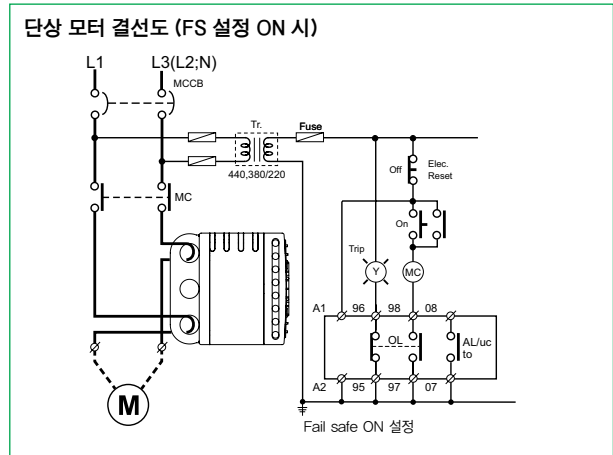 단상 모터 결선도 (FS 설정 ON 시)
L1 L3(L2;N)
MCCB
Tr.
Fuse
440,380/220
Off
Elec.
Reset
MC
On
Trip
Y
MC
A1 96 98 08
OL
AL/uc
to
A2 95 97 07
M
Fail safe ON 설정